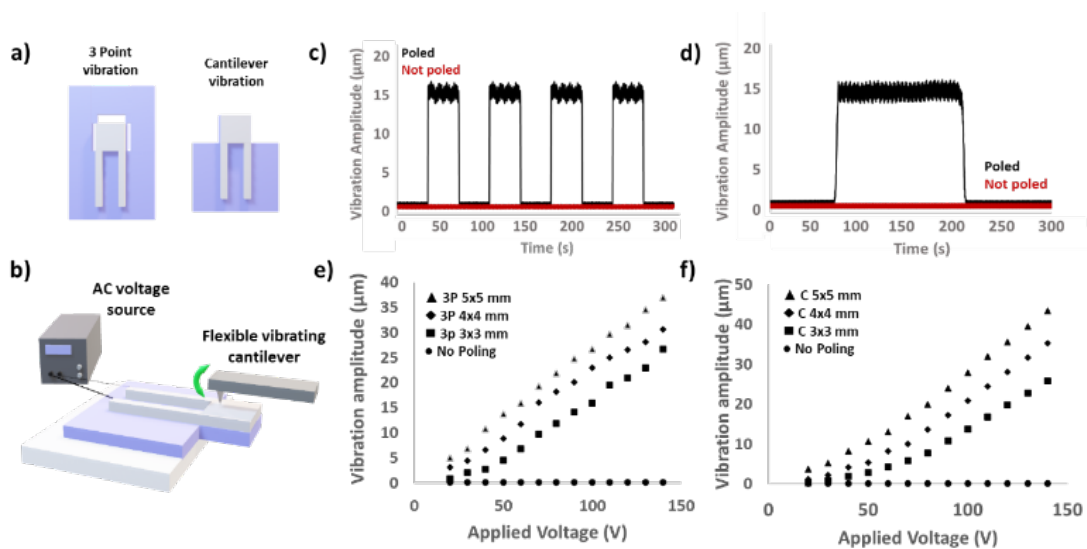 a)
3 Point
vibration
Cantilever
vibration
b)
AC voltage
source
Flexible vibrating
cantilever
c)
Vibration Amplitude (μm)
20
15
10
5
0
Poled
Not poled
0 50 100 150 200 250 300
Time (s)
d)
Vibration Amplitude (μm)
20
15
10
5
0
Poled
Not poled
0 50 100 150 200 250 300
Time (s)
e)
Vibration amplitude (μm)
40
35
30
25
20
15
10
5
0
3P 5x5 mm
3P 4x4 mm
3p 3x3 mm
No Poling
0 50 100 150
Applied Voltage (V)
f)
Vibration amplitude (μm)
50
40
30
20
10
0
C 5x5 mm
C 4x4 mm
C 3x3 mm
No Poling
0 50 100 150
Applied Voltage (V)